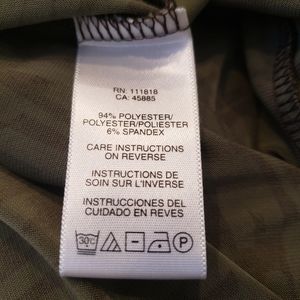 RN: 111818
CA: 45885
94% POLYESTER/
POLYESTER/POLIESTER
6% SPANDEX
CARE INSTRUCTIONS
ON REVERSE
INSTRUCTIONS DE
SOIN SUR L'INVERSE
INSTRUCCIONES DEL
CUIDADO EN REVES
30C P